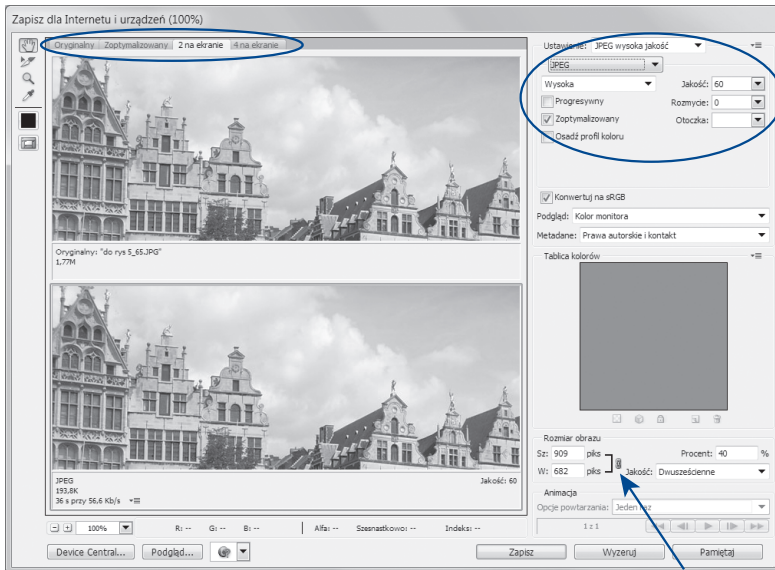 Zapisz dla Internetu i urządzeń (100%)
Oryginalny Zoptymalizowany 2 na ekranie 4 na ekranie
Oryginalny: "do rys 5_65.JPG"
1,77M
JPEG Jakość: 60
193,8K
36 s przy 56,6 Kb/s
100% R: -- G: -- B: -- Alfa: -- Szesnastkowo: -- Indeks: --
Device Central... Podgląd...
Ustawienie: JPEG wysoka jakość
JPEG
Wysoka Jakość: 60
Progresywny Rozmycie: 0
Zoptymalizowany Otoczka:
Osadź profil koloru
Konwertuj na sRGB
Podgląd: Kolor monitora
Metadane: Prawa autorskie i kontakt
Tablica kolorów
Rozmiar obrazu
Sz: 909 piks Procent: 40 %
W: 682 piks Jakość: Dwusześcienne
Animacja
Opcje powtarzania: Jeden raz
1 z 1
Zapisz Wyzeruj Pamiętaj